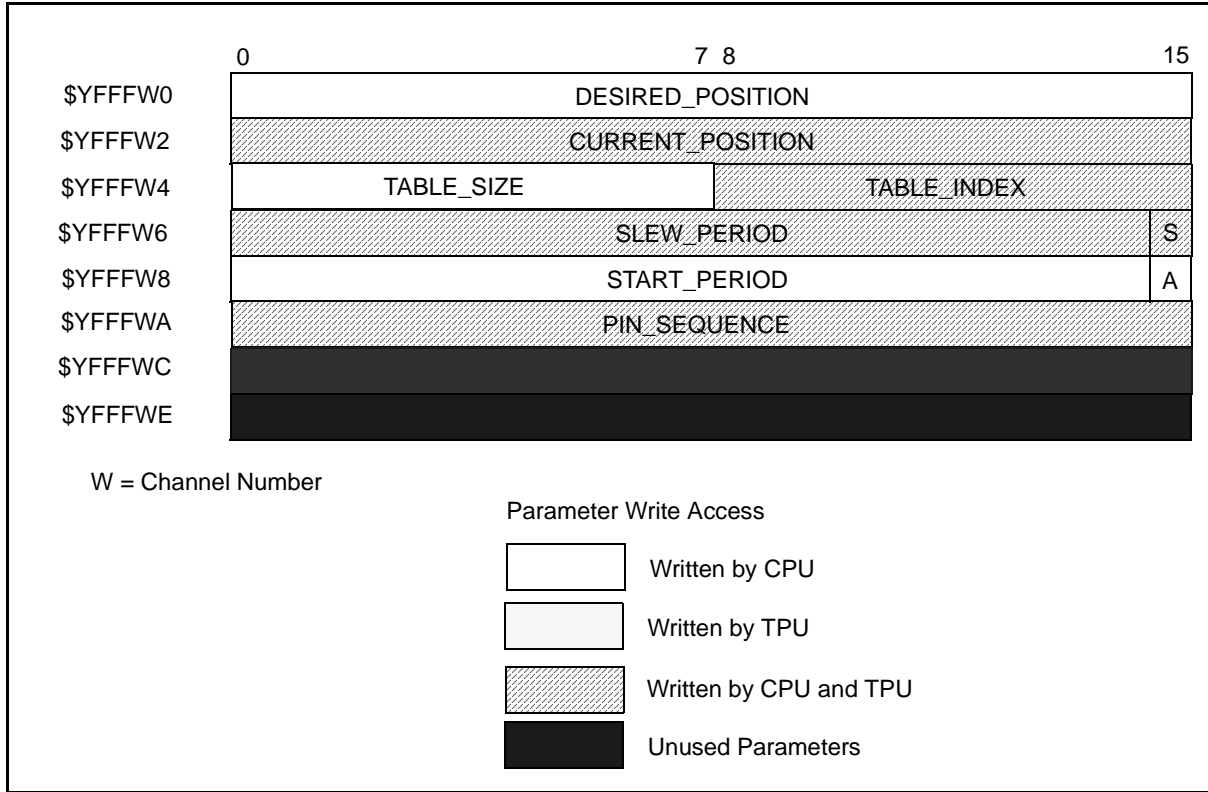 0 7 8 15
$YFFFW0 DESIRED_POSITION
$YFFFW2 CURRENT_POSITION
$YFFFW4 TABLE_SIZE TABLE_INDEX
$YFFFW6 SLEW_PERIOD S
$YFFFW8 START_PERIOD A
$YFFFWA PIN_SEQUENCE
$YFFFWC
$YFFFWE
W = Channel Number
Parameter Write Access
Written by CPU
Written by TPU
Written by CPU and TPU
Unused Parameters